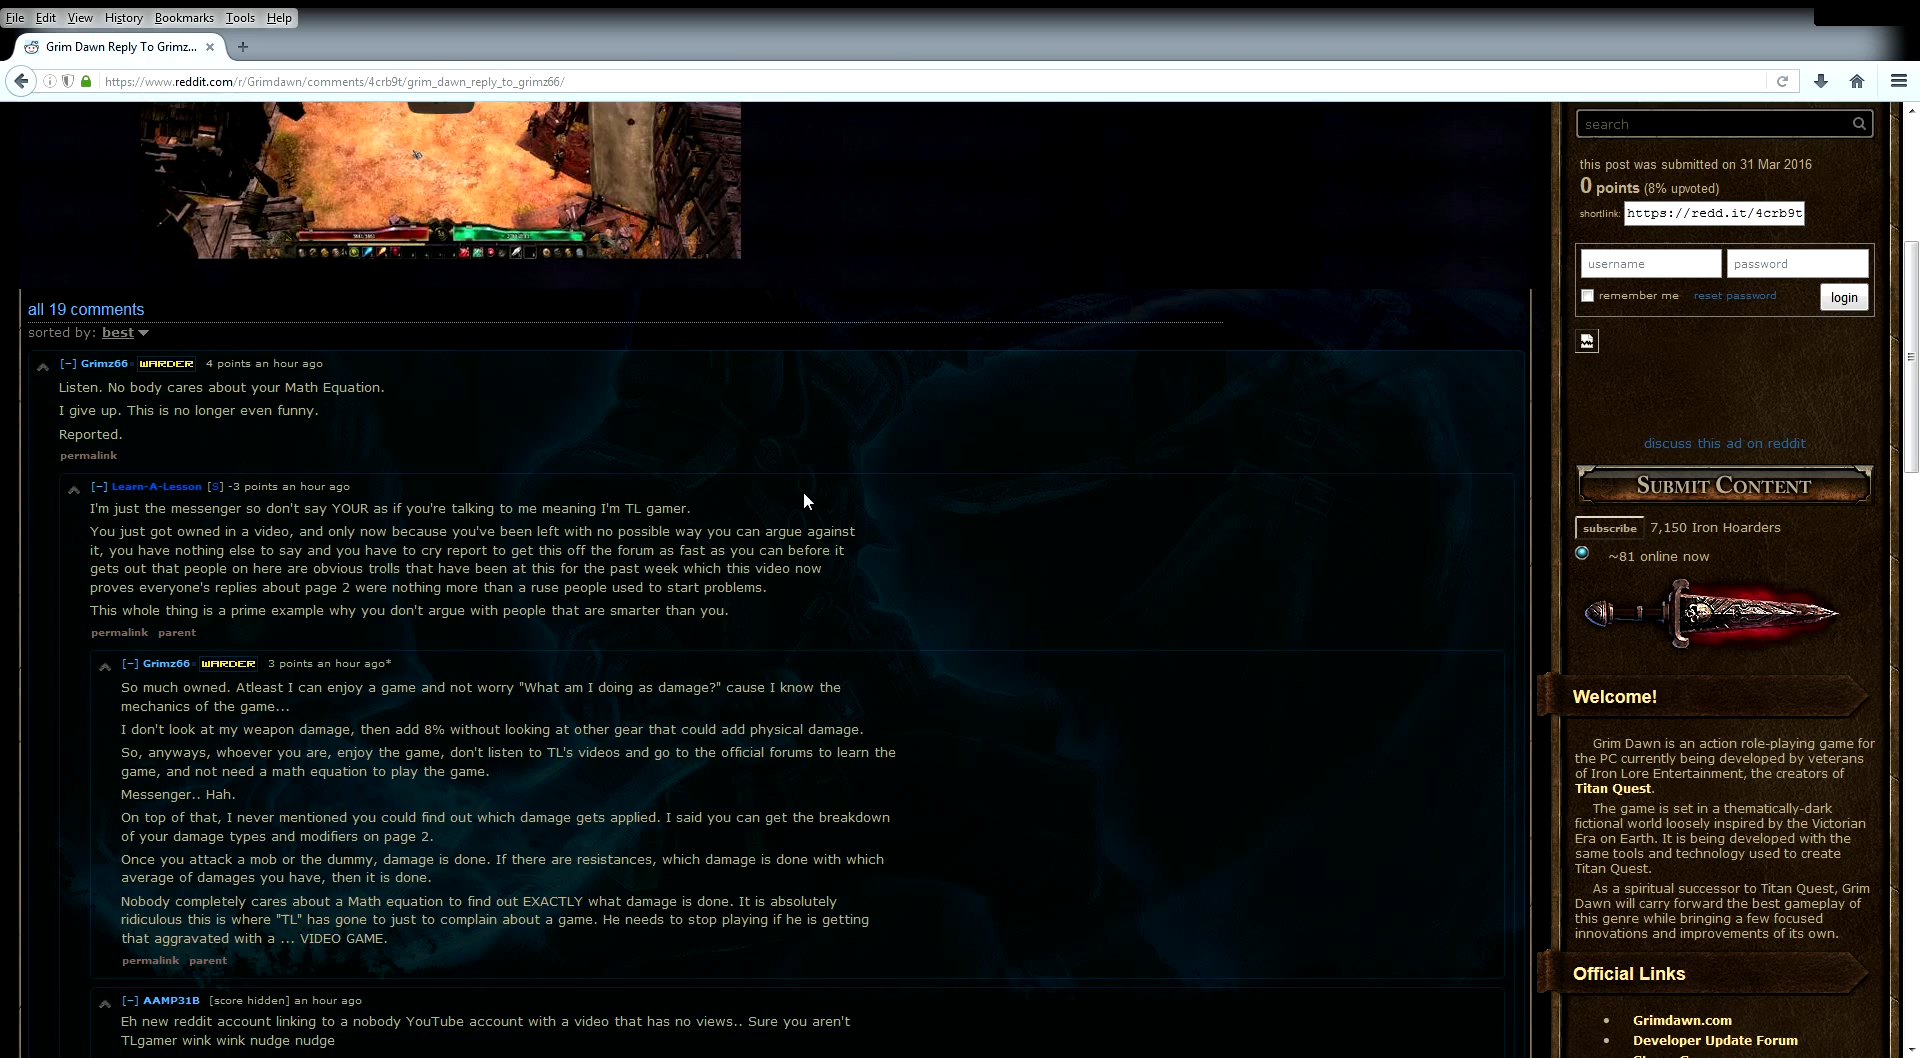 File Edit View History Bookmarks Tools Help
Grim Dawn Reply To Grimz...
https://www.reddit.com/r/Grimdawn/comments/4crb9t/grim_dawn_reply_to_grimz66/
all 19 comments
sorted by: best
[–] Grimz66 WARDER 4 points an hour ago
Listen. No body cares about your Math Equation.
I give up. This is no longer even funny.
Reported.
permalink
[–] Learn-A-Lesson [S] -3 points an hour ago
I'm just the messenger so don't say YOUR as if you're talking to me meaning I'm TL gamer.
You just got owned in a video, and only now because you've been left with no possible way you can argue against
it, you have nothing else to say and you have to cry report to get this off the forum as fast as you can before it
gets out that people on here are obvious trolls that have been at this for the past week which this video now
proves everyone's replies about page 2 were nothing more than a ruse people used to start problems.
This whole thing is a prime example why you don't argue with people that are smarter than you.
permalink parent
[–] Grimz66 WARDER 3 points an hour ago*
So much owned. Atleast I can enjoy a game and not worry "What am I doing as damage?" cause I know the
mechanics of the game...
I don't look at my weapon damage, then add 8% without looking at other gear that could add physical damage.
So, anyways, whoever you are, enjoy the game, don't listen to TL's videos and go to the official forums to learn the
game, and not need a math equation to play the game.
Messenger.. Hah.
On top of that, I never mentioned you could find out which damage gets applied. I said you can get the breakdown
of your damage types and modifiers on page 2.
Once you attack a mob or the dummy, damage is done. If there are resistances, which damage is done with which
average of damages you have, then it is done.
Nobody completely cares about a Math equation to find out EXACTLY what damage is done. It is absolutely
ridiculous this is where "TL" has gone to just to complain about a game. He needs to stop playing if he is getting
that aggravated with a ... VIDEO GAME.
permalink parent
[–] AAMP31B [score hidden] an hour ago
Eh new reddit account linking to a nobody YouTube account with a video that has no views.. Sure you aren't
TLgamer wink wink nudge nudge
search
this post was submitted on 31 Mar 2016
0 points (8% upvoted)
shortlink: https://redd.it/4crb9t
username password
remember me reset password login
discuss this ad on reddit
SUBMIT CONTENT
subscribe 7,150 Iron Hoarders
~81 online now
Welcome!
Grim Dawn is an action role-playing game for
the PC currently being developed by veterans
of Iron Lore Entertainment, the creators of
Titan Quest.
The game is set in a thematically-dark
fictional world loosely inspired by the Victorian
Era on Earth. It is being developed with the
same tools and technology used to create
Titan Quest.
As a spiritual successor to Titan Quest, Grim
Dawn will carry forward the best gameplay of
this genre while bringing a few focused
innovations and improvements of its own.
Official Links
Grimdawn.com
Developer Update Forum